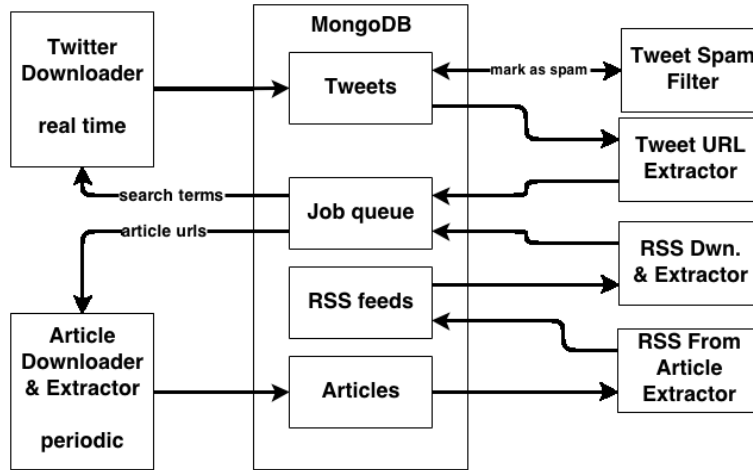 Twitter
Downloader
real time
MongoDB
Tweets
mark as spam
Tweet Spam
Filter
Tweet URL
Extractor
search terms
Job queue
article urls
RSS Dwn.
& Extractor
RSS feeds
Article
Downloader
& Extractor
periodic
Articles
RSS From
Article
Extractor